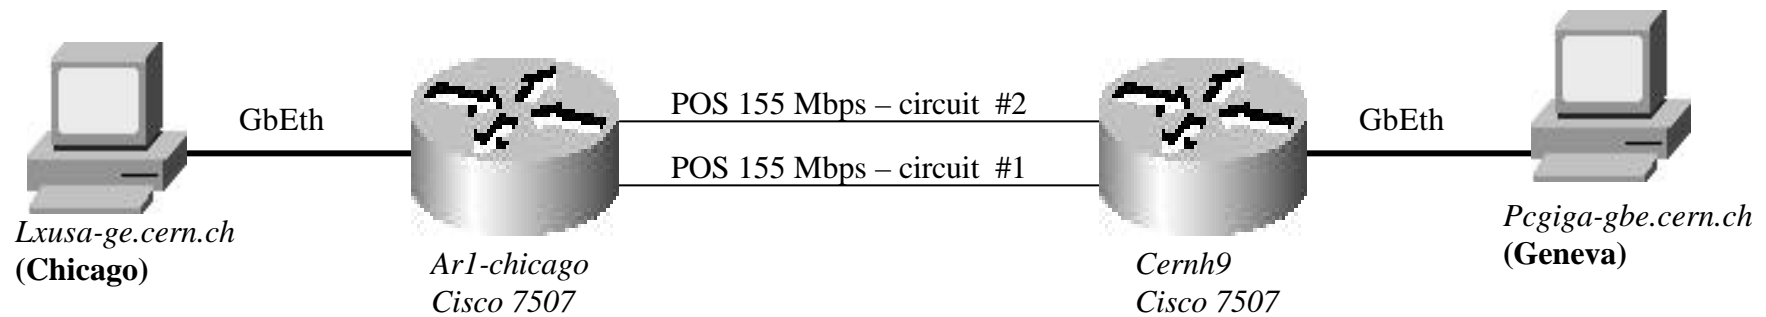 GbEth
POS 155 Mbps – circuit #2
GbEth
POS 155 Mbps – circuit #1
Lxusa-ge.cern.ch
(Chicago)
Ar1-chicago
Cisco 7507
Cernh9
Cisco 7507
Pcgiga-gbe.cern.ch
(Geneva)